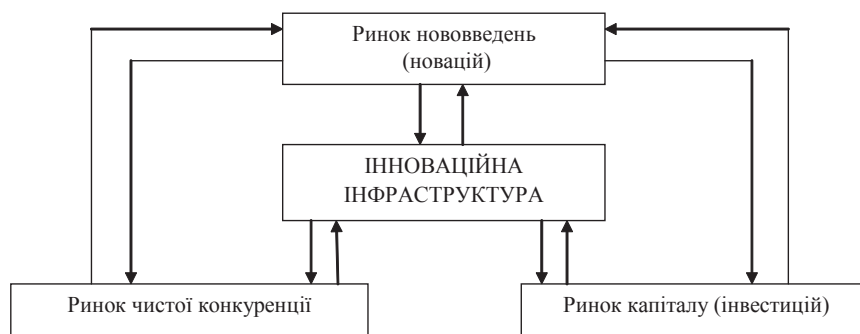 Ринок нововведень
(новацій)
ІННОВАЦІЙНА
ІНФРАСТРУКТУРА
Ринок чистої конкуренції
Ринок капіталу (інвестицій)